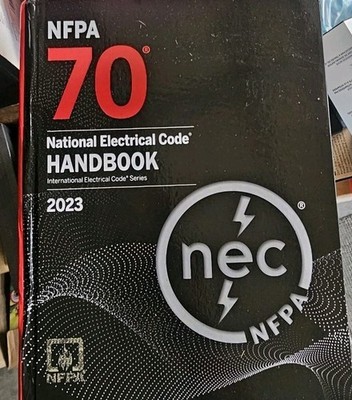 NFPA
70®
National Electrical Code®
HANDBOOK
International Electrical Code® Series
2023
nec®
NFPA
NFPA